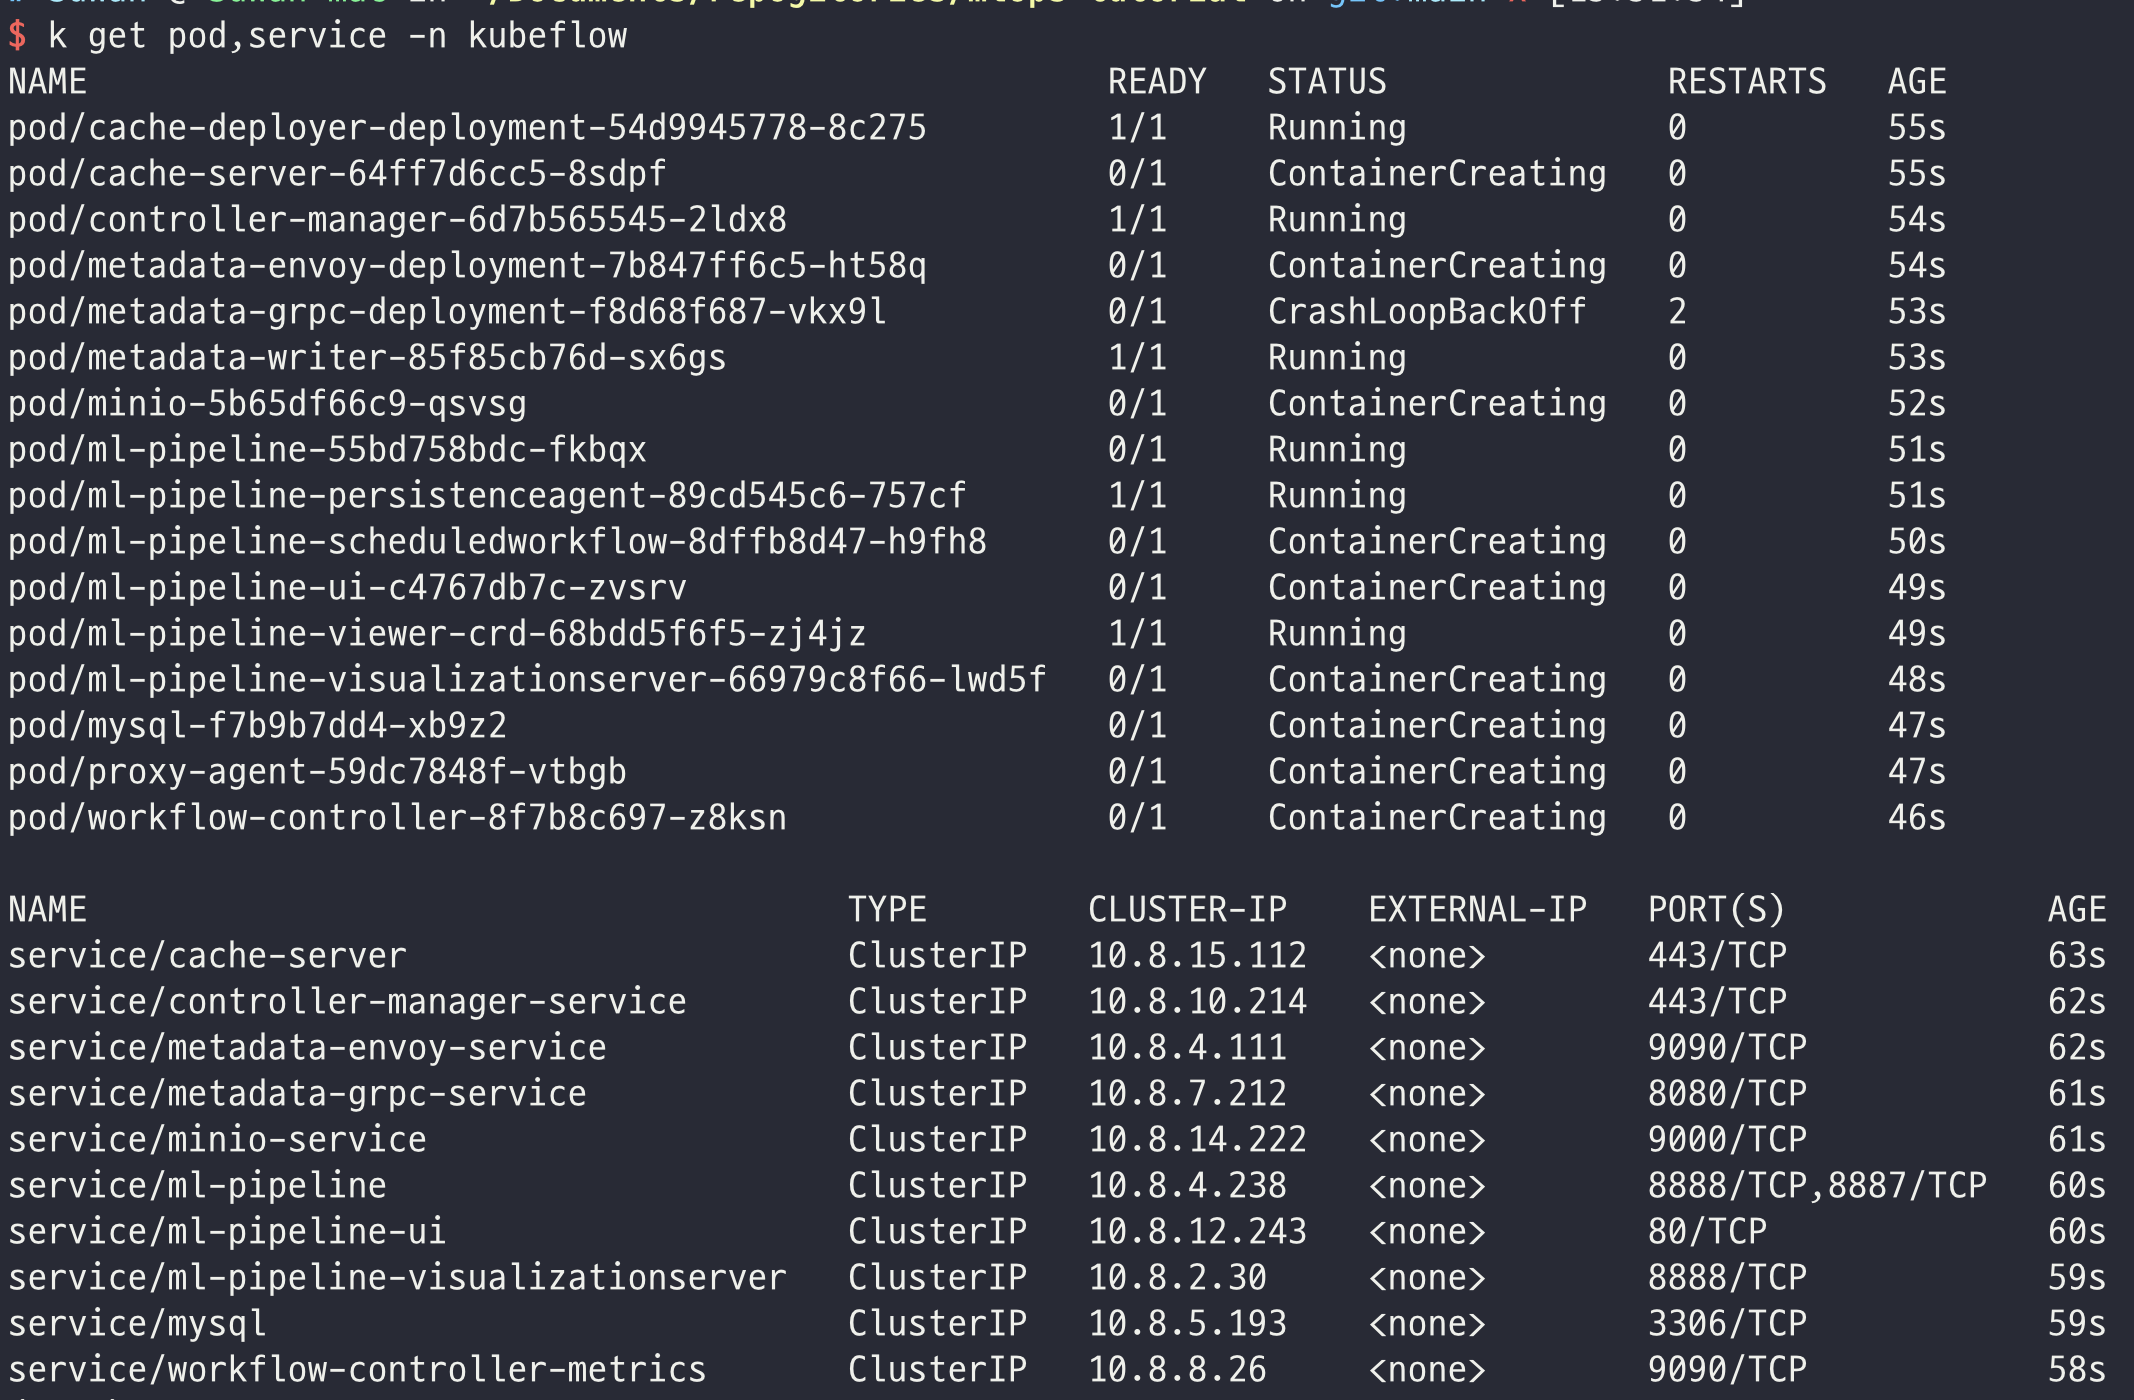 $ k get pod,service -n kubeflow
NAME READY STATUS RESTARTS AGE
pod/cache-deployer-deployment-54d9945778-8c275 1/1 Running 0 55s
pod/cache-server-64ff7d6cc5-8sdpf 0/1 ContainerCreating 0 55s
pod/controller-manager-6d7b565545-2ldx8 1/1 Running 0 54s
pod/metadata-envoy-deployment-7b847ff6c5-ht58q 0/1 ContainerCreating 0 54s
pod/metadata-grpc-deployment-f8d68f687-vkx9l 0/1 CrashLoopBackOff 2 53s
pod/metadata-writer-85f85cb76d-sx6gs 1/1 Running 0 53s
pod/minio-5b65df66c9-qsvsg 0/1 ContainerCreating 0 52s
pod/ml-pipeline-55bd758bdc-fkbqx 0/1 Running 0 51s
pod/ml-pipeline-persistenceagent-89cd545c6-757cf 1/1 Running 0 51s
pod/ml-pipeline-scheduledworkflow-8dffb8d47-h9fh8 0/1 ContainerCreating 0 50s
pod/ml-pipeline-ui-c4767db7c-zvsrv 0/1 ContainerCreating 0 49s
pod/ml-pipeline-viewer-crd-68bdd5f6f5-zj4jz 1/1 Running 0 49s
pod/ml-pipeline-visualizationserver-66979c8f66-lwd5f 0/1 ContainerCreating 0 48s
pod/mysql-f7b9b7dd4-xb9z2 0/1 ContainerCreating 0 47s
pod/proxy-agent-59dc7848f-vtbgb 0/1 ContainerCreating 0 47s
pod/workflow-controller-8f7b8c697-z8ksn 0/1 ContainerCreating 0 46s
NAME TYPE CLUSTER-IP EXTERNAL-IP PORT(S) AGE
service/cache-server ClusterIP 10.8.15.112 <none> 443/TCP 63s
service/controller-manager-service ClusterIP 10.8.10.214 <none> 443/TCP 62s
service/metadata-envoy-service ClusterIP 10.8.4.111 <none> 9090/TCP 62s
service/metadata-grpc-service ClusterIP 10.8.7.212 <none> 8080/TCP 61s
service/minio-service ClusterIP 10.8.14.222 <none> 9000/TCP 61s
service/ml-pipeline ClusterIP 10.8.4.238 <none> 8888/TCP,8887/TCP 60s
service/ml-pipeline-ui ClusterIP 10.8.12.243 <none> 80/TCP 60s
service/ml-pipeline-visualizationserver ClusterIP 10.8.2.30 <none> 8888/TCP 59s
service/mysql ClusterIP 10.8.5.193 <none> 3306/TCP 59s
service/workflow-controller-metrics ClusterIP 10.8.8.26 <none> 9090/TCP 58s